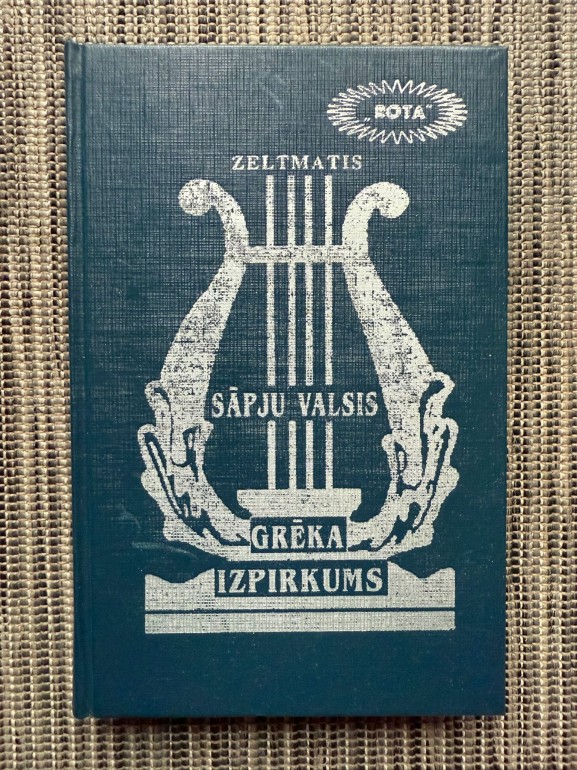 „ROTA"
ZELTMATIS
SĀPJU VALSIS
GRĒKA
IZPIRKUMS